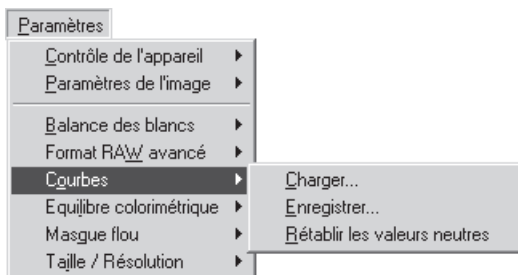 Paramètres
Contrôle de l'appareil
Paramètres de l'image
Balance des blancs
Format RAW avancé
Courbes
Charger...
Equilibre colorimétrique
Enregistrer...
Masque flou
Rétablir les valeurs neutres
Taille / Résolution